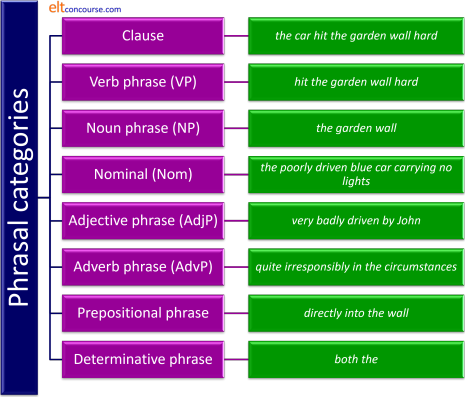 eltconcourse.com
Phrasal categories
Clause
the car hit the garden wall hard
Verb phrase (VP)
hit the garden wall hard
Noun phrase (NP)
the garden wall
Nominal (Nom)
the poorly driven blue car carrying no
lights
Adjective phrase (AdjP)
very badly driven by John
Adverb phrase (AdvP)
quite irresponsibly in the circumstances
Prepositional phrase
directly into the wall
Determinative phrase
both the